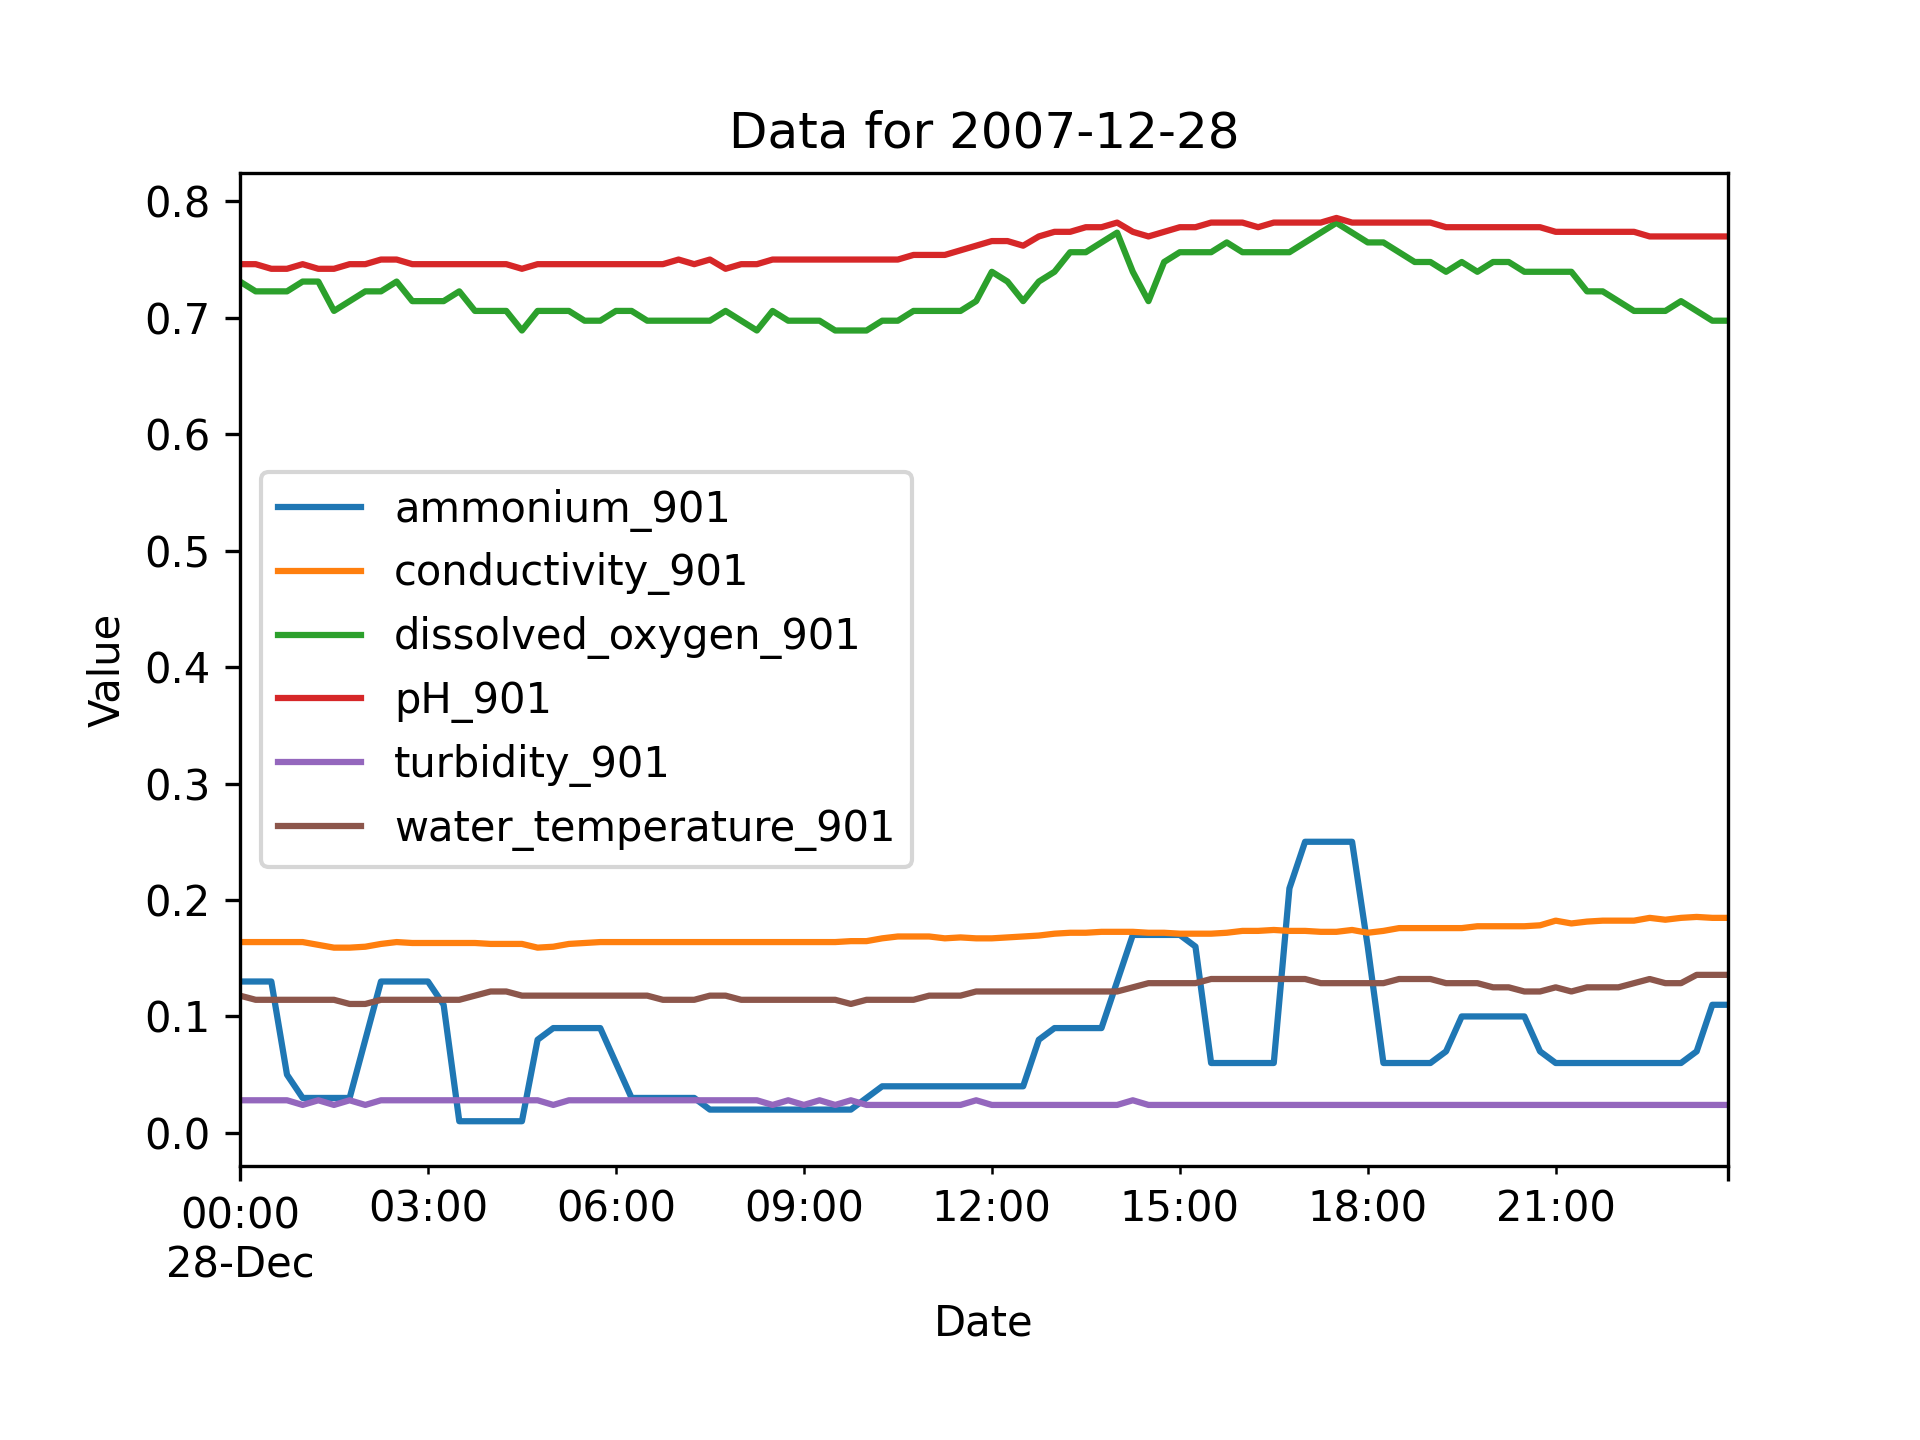 Data for 2007-12-28
0.8
0.7
0.6
0.5
0.4
0.3
0.2
0.1
0.0
Value
ammonium_901
conductivity_901
dissolved_oxygen_901
pH_901
turbidity_901
water_temperature_901
00:00 03:00 06:00 09:00 12:00 15:00 18:00 21:00
28-Dec
Date